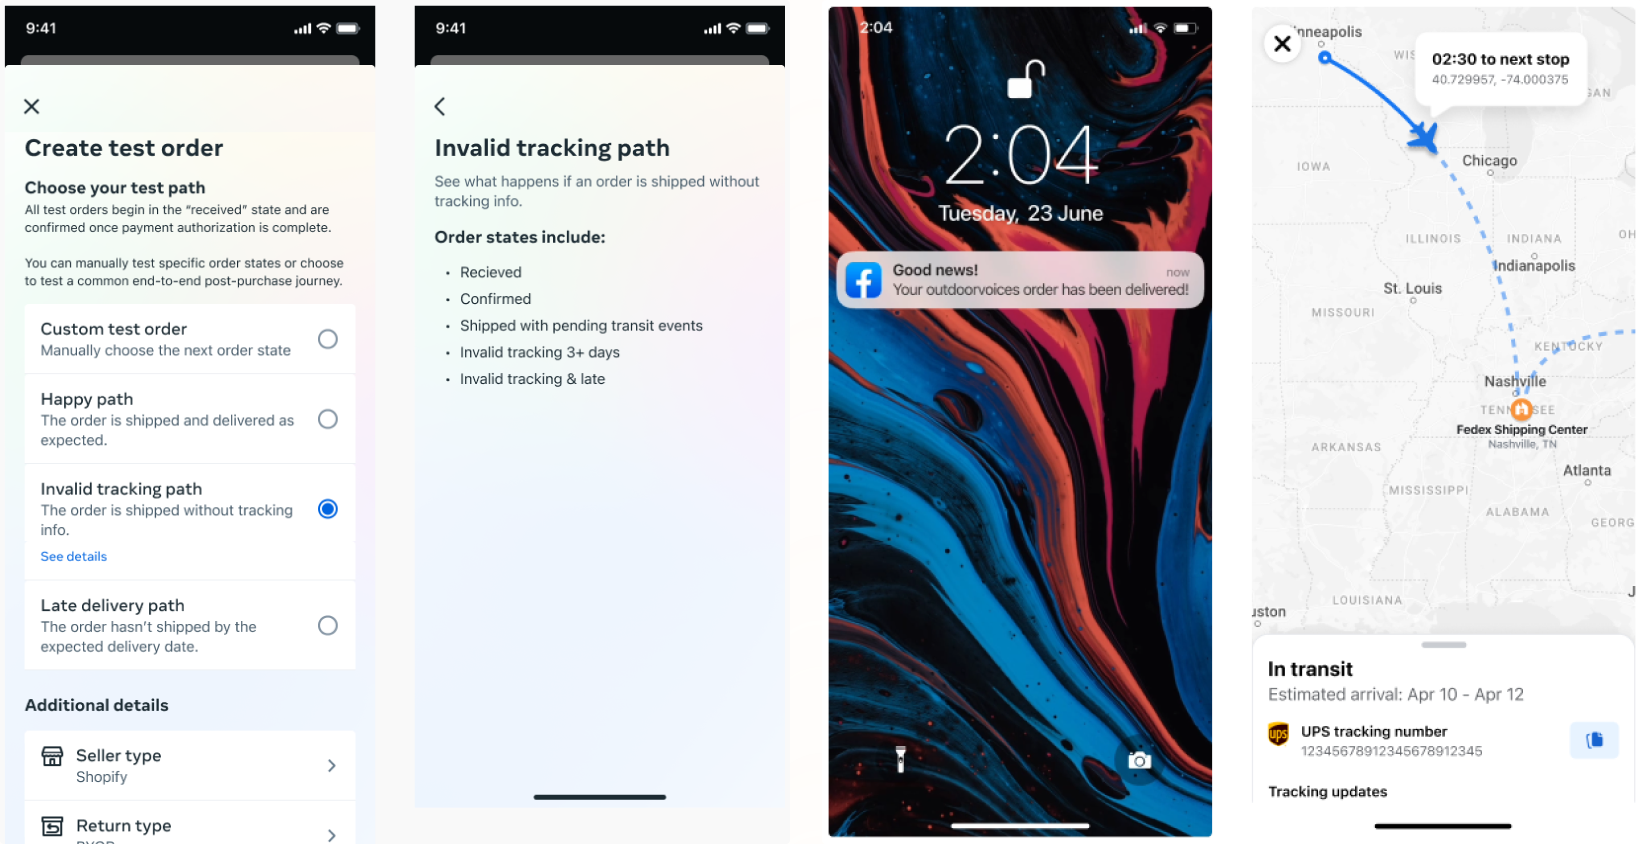 9:41
Create test order
Choose your test path
All test orders begin in the “received” state and are
confirmed once payment authorization is complete.
You can manually test specific order states or choose
to test a common end-to-end post-purchase journey.
Custom test order
Manually choose the next order state
Happy path
The order is shipped and delivered as
expected.
Invalid tracking path
The order is shipped without tracking
info.
See details
Late delivery path
The order hasn’t shipped by the
expected delivery date.
Additional details
Seller type
Shopify
Return type
9:41
Invalid tracking path
See what happens if an order is shipped without
tracking info.
Order states include:
• Recieved
• Confirmed
• Shipped with pending transit events
• Invalid tracking 3+ days
• Invalid tracking & late
2:04
2:04
Tuesday, 23 June
Good news!
now
Your outdoorvoices order has been delivered!
nneapolis
WIS
02:30 to next stop
40.729957, -74.000375
GAN
IOWA
Chicago
ILLINOIS
INDIANA
OH
Indianapolis
St. Louis
MISSOURI
KENTUCKY
Nashville
TENN SEE
Fedex Shipping Center
Nashville, TN
ARKANSAS
Atlanta
MISSISSIPPI
ALABAMA
GEORG
LOUISIANA
J
uston
In transit
Estimated arrival: Apr 10 - Apr 12
ups
UPS tracking number
12345678912345678912345
Tracking updates